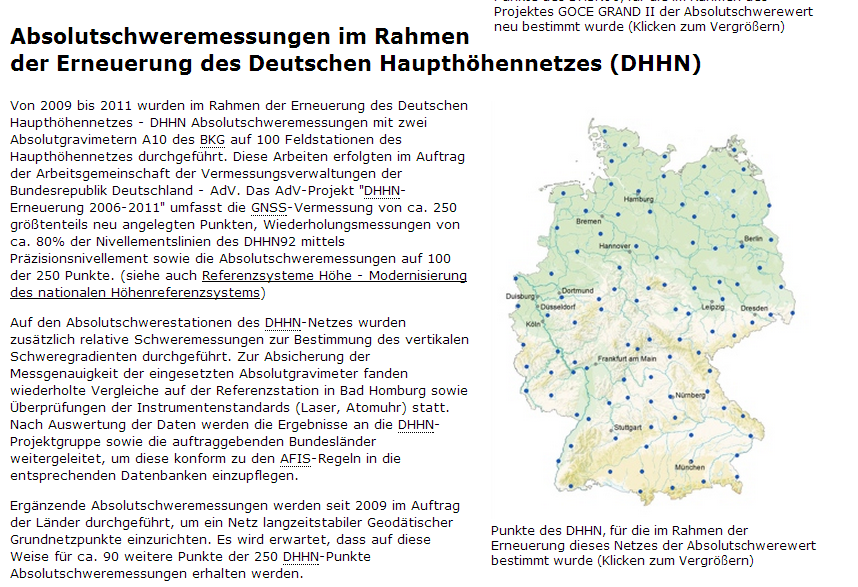 Projektes GOCE GRAND II der Absolutschwerewert
neu bestimmt wurde (Klicken zum Vergrößern)
Absolutschweremessungen im Rahmen
der Erneuerung des Deutschen Haupthöhennetzes (DHHN)
Von 2009 bis 2011 wurden im Rahmen der Erneuerung des Deutschen
Haupthöhennetzes - DHHN Absolutschweremessungen mit zwei
Absolutgravimetern A10 des BKG auf 100 Feldstationen des
Haupthöhennetzes durchgeführt. Diese Arbeiten erfolgten im Auftrag
der Arbeitsgemeinschaft der Vermessungsverwaltungen der
Bundesrepublik Deutschland - AdV. Das AdV-Projekt "DHHN-
Erneuerung 2006-2011" umfasst die GNSS-Vermessung von ca. 250
größtenteils neu angelegten Punkten, Wiederholungsmessungen von
ca. 80% der Nivellementslinien des DHHN92 mittels
Präzisionsnivellement sowie die Absolutschweremessungen auf 100
der 250 Punkte. (siehe auch Referenzsysteme Höhe - Modernisierung
des nationalen Höhenreferenzsystems)
Auf den Absolutschwerestationen des DHHN-Netzes wurden
zusätzlich relative Schweremessungen zur Bestimmung des vertikalen
Schweregradienten durchgeführt. Zur Absicherung der
Messgenauigkeit der eingesetzten Absolutgravimeter fanden
wiederholte Vergleiche auf der Referenzstation in Bad Homburg sowie
Überprüfungen der Instrumentenstandards (Laser, Atomuhr) statt.
Nach Auswertung der Daten werden die Ergebnisse an die DHHN-
Projektgruppe sowie die auftraggebenden Bundesländer
weitergeleitet, um diese konform zu den AFIS-Regeln in die
entsprechenden Datenbanken einzupflegen.
Ergänzende Absolutschweremessungen werden seit 2009 im Auftrag
der Länder durchgeführt, um ein Netz langzeitstabiler Geodätischer
Grundnetzpunkte einzurichten. Es wird erwartet, dass auf diese
Weise für ca. 90 weitere Punkte der 250 DHHN-Punkte
Absolutschweremessungen erhalten werden.
Hamburg
Bremen
Berlin
Hannover
Dortmund
Duisburg
Düsseldorf
Leipzig
Dresden
Köln
Frankfurt am Main
Nürnberg
Stuttgart
München
Punkte des DHHN, für die im Rahmen der
Erneuerung dieses Netzes der Absolutschwerewert
bestimmt wurde (Klicken zum Vergrößern)